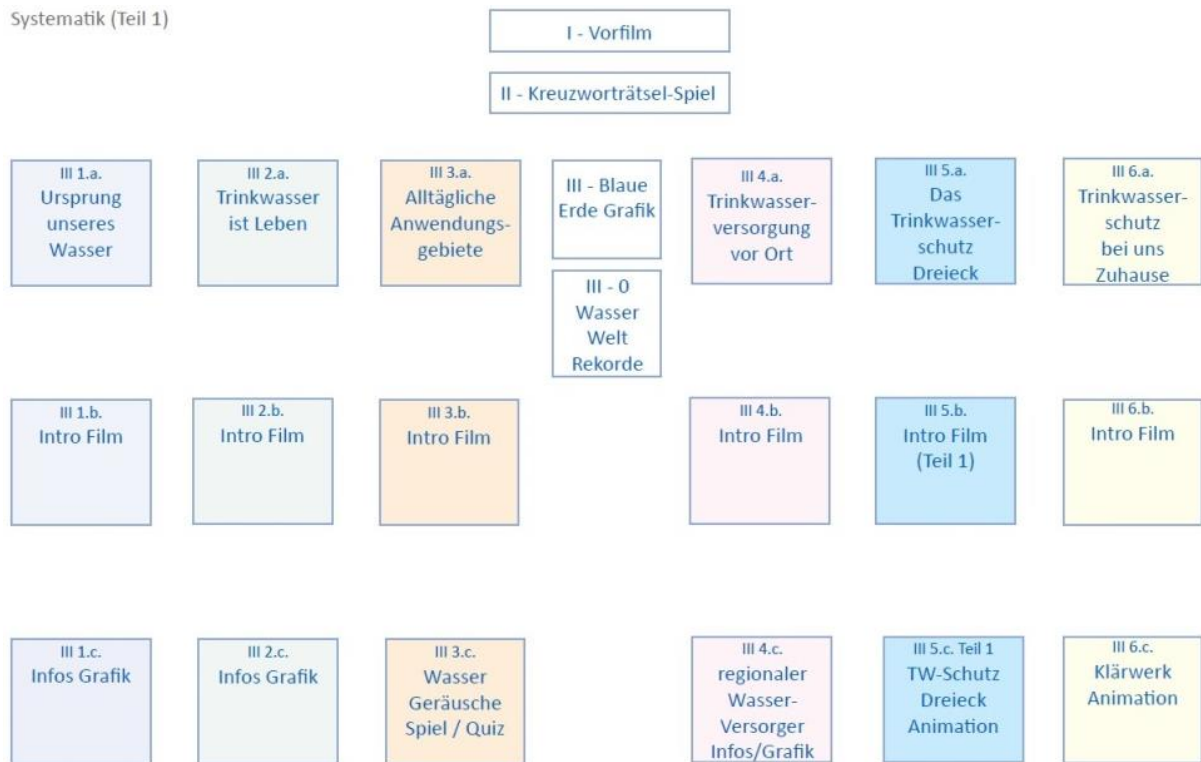 Systematik (Teil 1)
I - Vorfilm
II - Kreuzworträtsel-Spiel
III 1.a.
Ursprung
unseres
Wasser
III 2.a.
Trinkwasser
ist Leben
III 3.a.
Alltägliche
Anwendungs-
gebiete
III - Blaue
Erde Grafik
III - 0
Wasser
Welt
Rekorde
III 4.a.
Trinkwasser-
versorgung
vor Ort
III 5.a.
Das
Trinkwasser-
schutz
Dreieck
III 6.a.
Trinkwasser-
schutz
bei uns
Zuhause
III 1.b.
Intro Film
III 2.b.
Intro Film
III 3.b.
Intro Film
III 4.b.
Intro Film
III 5.b.
Intro Film
(Teil 1)
III 6.b.
Intro Film
III 1.c.
Infos Grafik
III 2.c.
Infos Grafik
III 3.c.
Wasser
Geräusche
Spiel / Quiz
III 4.c.
regionaler
Wasser-
Versorger
Infos/Grafik
III 5.c. Teil 1
TW-Schutz
Dreieck
Animation
III 6.c.
Klärwerk
Animation